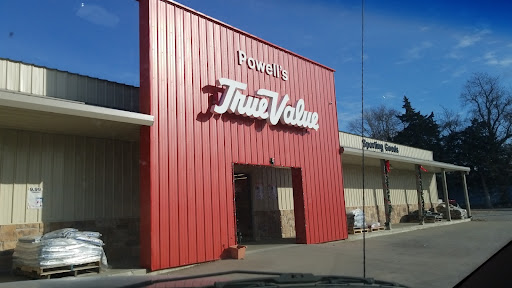 Powell's
True Value
Sporting Goods